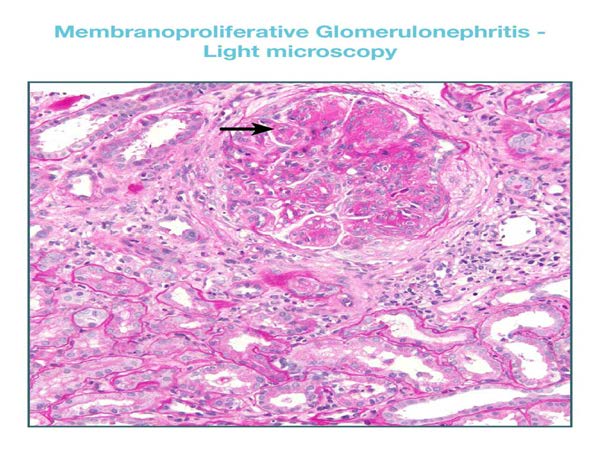 Membranoproliferative Glomerulonephritis -
Light microscopy